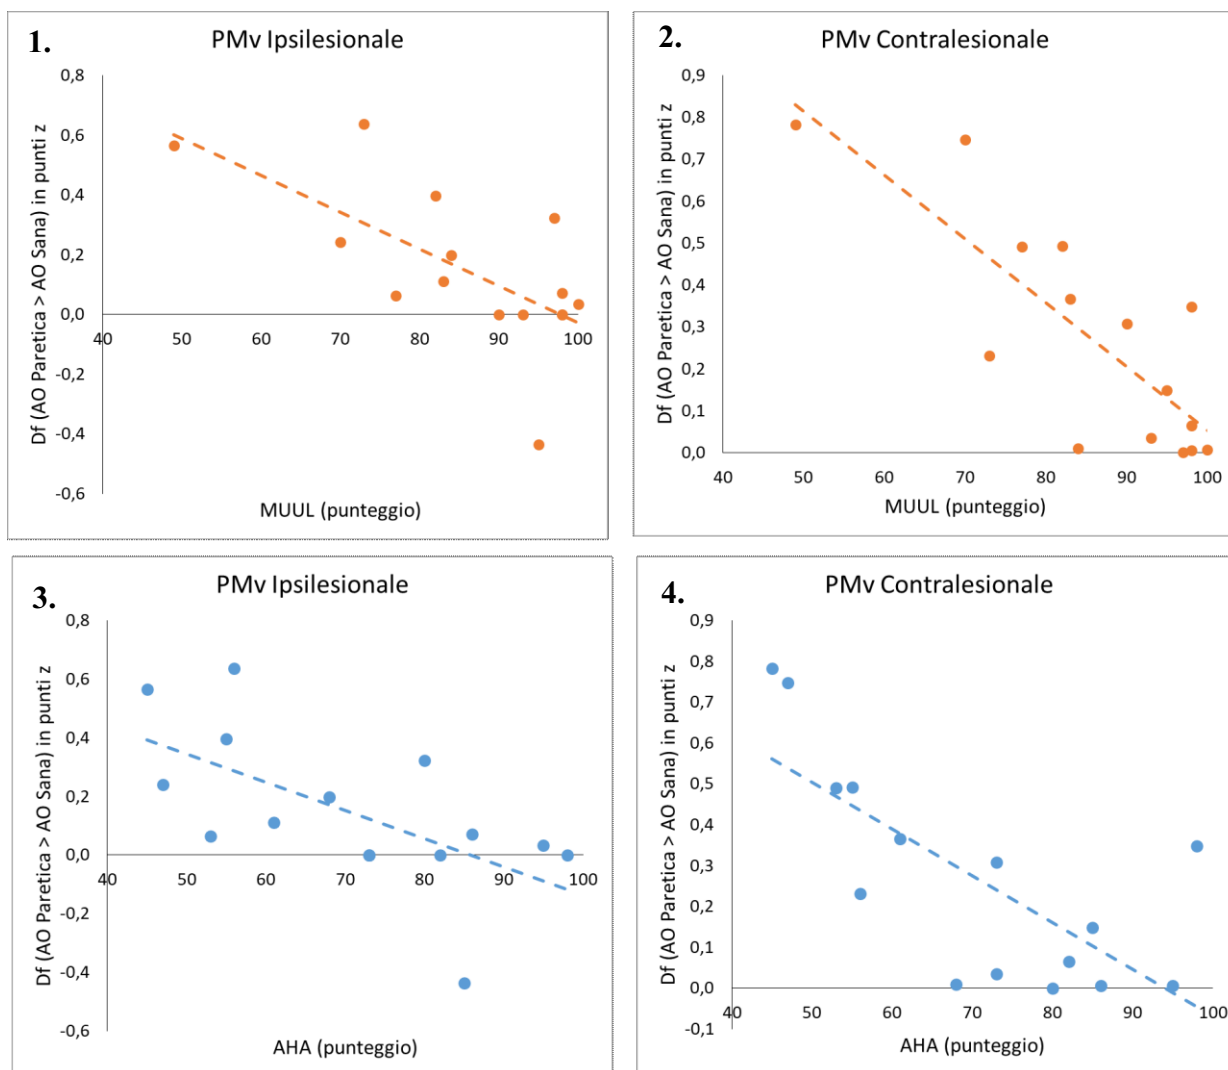 1.
PMv Ipsilesionale
Df (AO Paretica > AO Sana) in punti z
0,8
0,6
0,4
0,2
0,0
-0,2
-0,4
-0,6
40 50 60 70 80 90 100
MUUL (punteggio)
2.
PMv Contralesionale
Df (AO Paretica > AO Sana) in punti z
0,9
0,8
0,7
0,6
0,5
0,4
0,3
0,2
0,1
0,0
40 50 60 70 80 90 100
MUUL (punteggio)
3.
PMv Ipsilesionale
Df (AO Paretica > AO Sana) in punti z
0,8
0,6
0,4
0,2
0,0
-0,2
-0,4
-0,6
40 50 60 70 80 90 100
AHA (punteggio)
4.
PMv Contralesionale
Df (AO Paretica > AO Sana) in punti z
0,9
0,8
0,7
0,6
0,5
0,4
0,3
0,2
0,1
0,0
-0,1
40 50 60 70 80 90 100
AHA (punteggio)